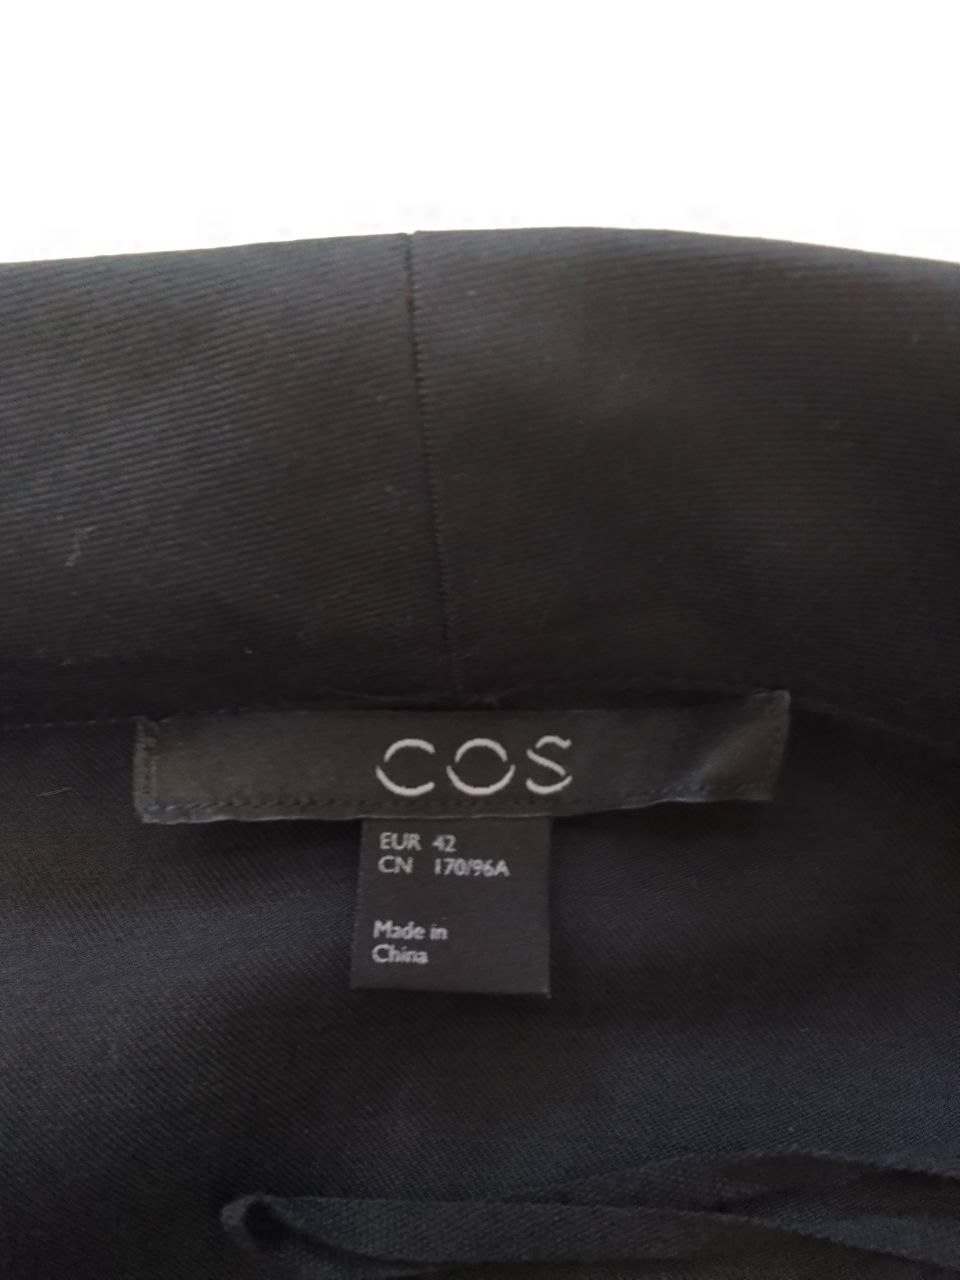 COS
EUR 42
CN 170/96A
Made in
China